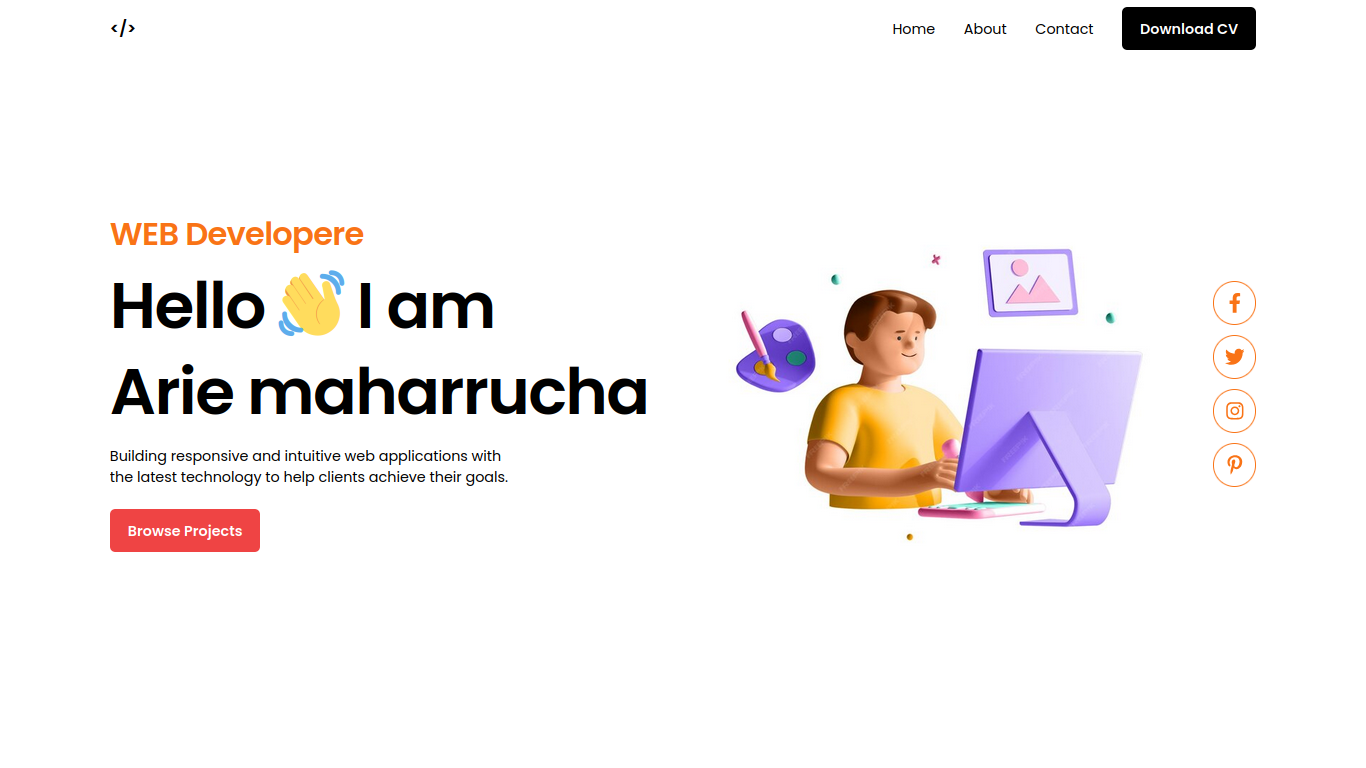 </>
Home About Contact Download CV
WEB Developere
Hello 👋 I am
Arie maharrucha
Building responsive and intuitive web applications with
the latest technology to help clients achieve their goals.
Browse Projects